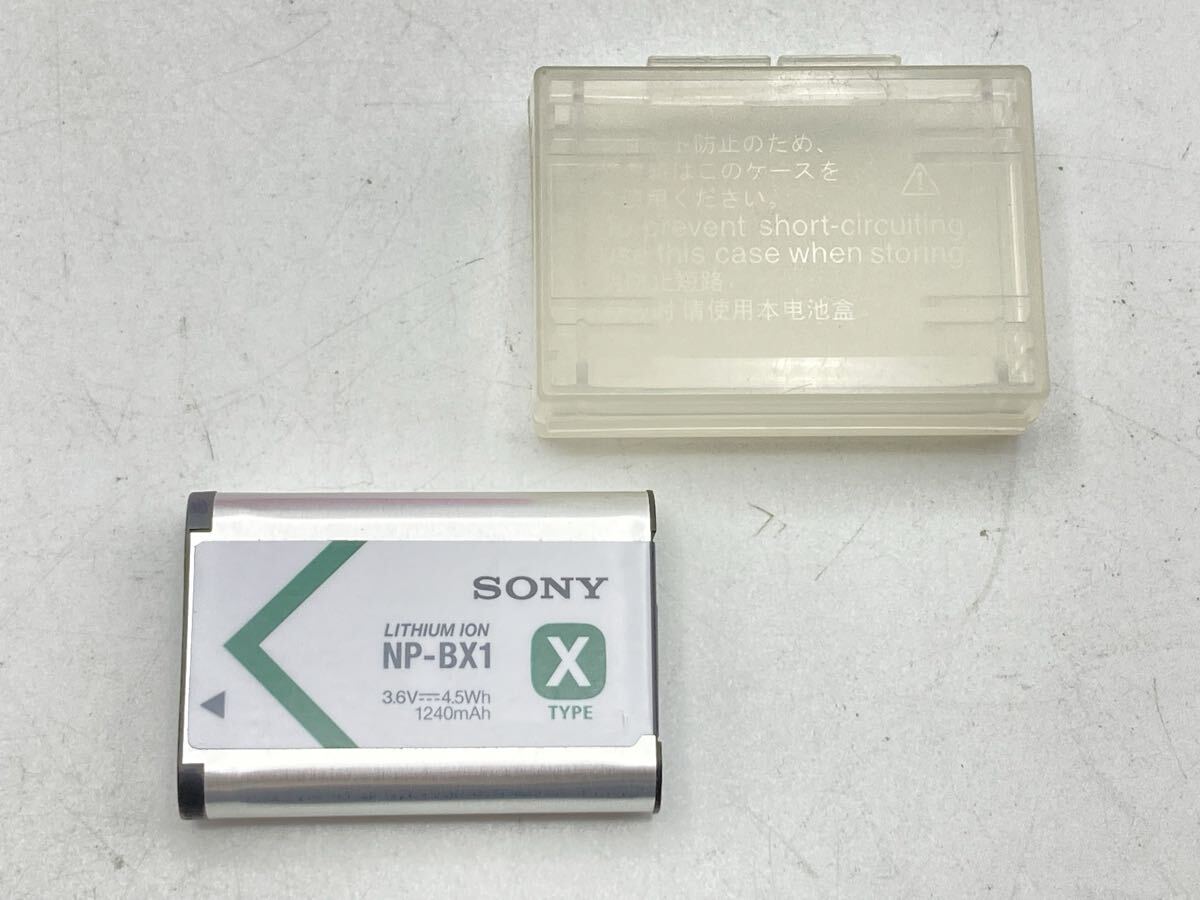 防止のため、
はこのケースを
用ください。
prevent short-circuiting,
use this case when storing.
止短路，
时请使用本电池盒。
SONY
LITHIUM ION
NP-BX1
3.6V⎓4.5Wh
1240mAh
X
TYPE